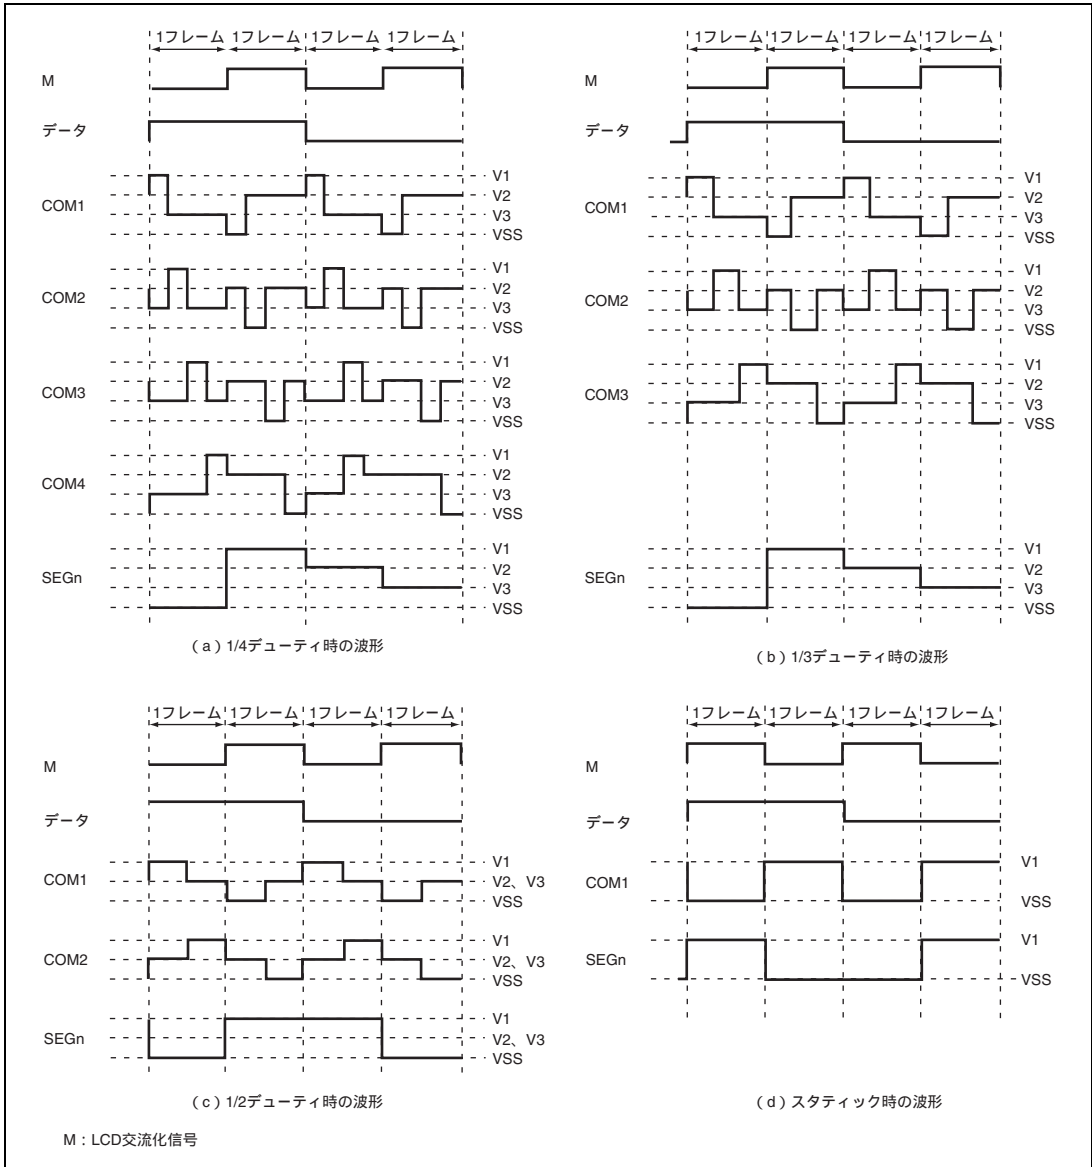 1フレーム 1フレーム 1フレーム 1フレーム
M
データ
COM1
V1
V2
V3
VSS
COM2
V1
V2
V3
VSS
COM3
V1
V2
V3
VSS
COM4
V1
V2
V3
VSS
SEGn
V1
V2
V3
VSS
(a) 1/4デューティ時の波形
1フレーム 1フレーム 1フレーム 1フレーム
M
データ
COM1
V1
V2
V3
VSS
COM2
V1
V2
V3
VSS
COM3
V1
V2
V3
VSS
SEGn
V1
V2
V3
VSS
(b) 1/3デューティ時の波形
1フレーム 1フレーム 1フレーム 1フレーム
M
データ
COM1
V1
V2、V3
VSS
COM2
V1
V2、V3
VSS
SEGn
V1
V2、V3
VSS
(c) 1/2デューティ時の波形
1フレーム 1フレーム 1フレーム 1フレーム
M
データ
COM1
V1
VSS
SEGn
V1
VSS
(d) スタティック時の波形
M:LCD交流化信号